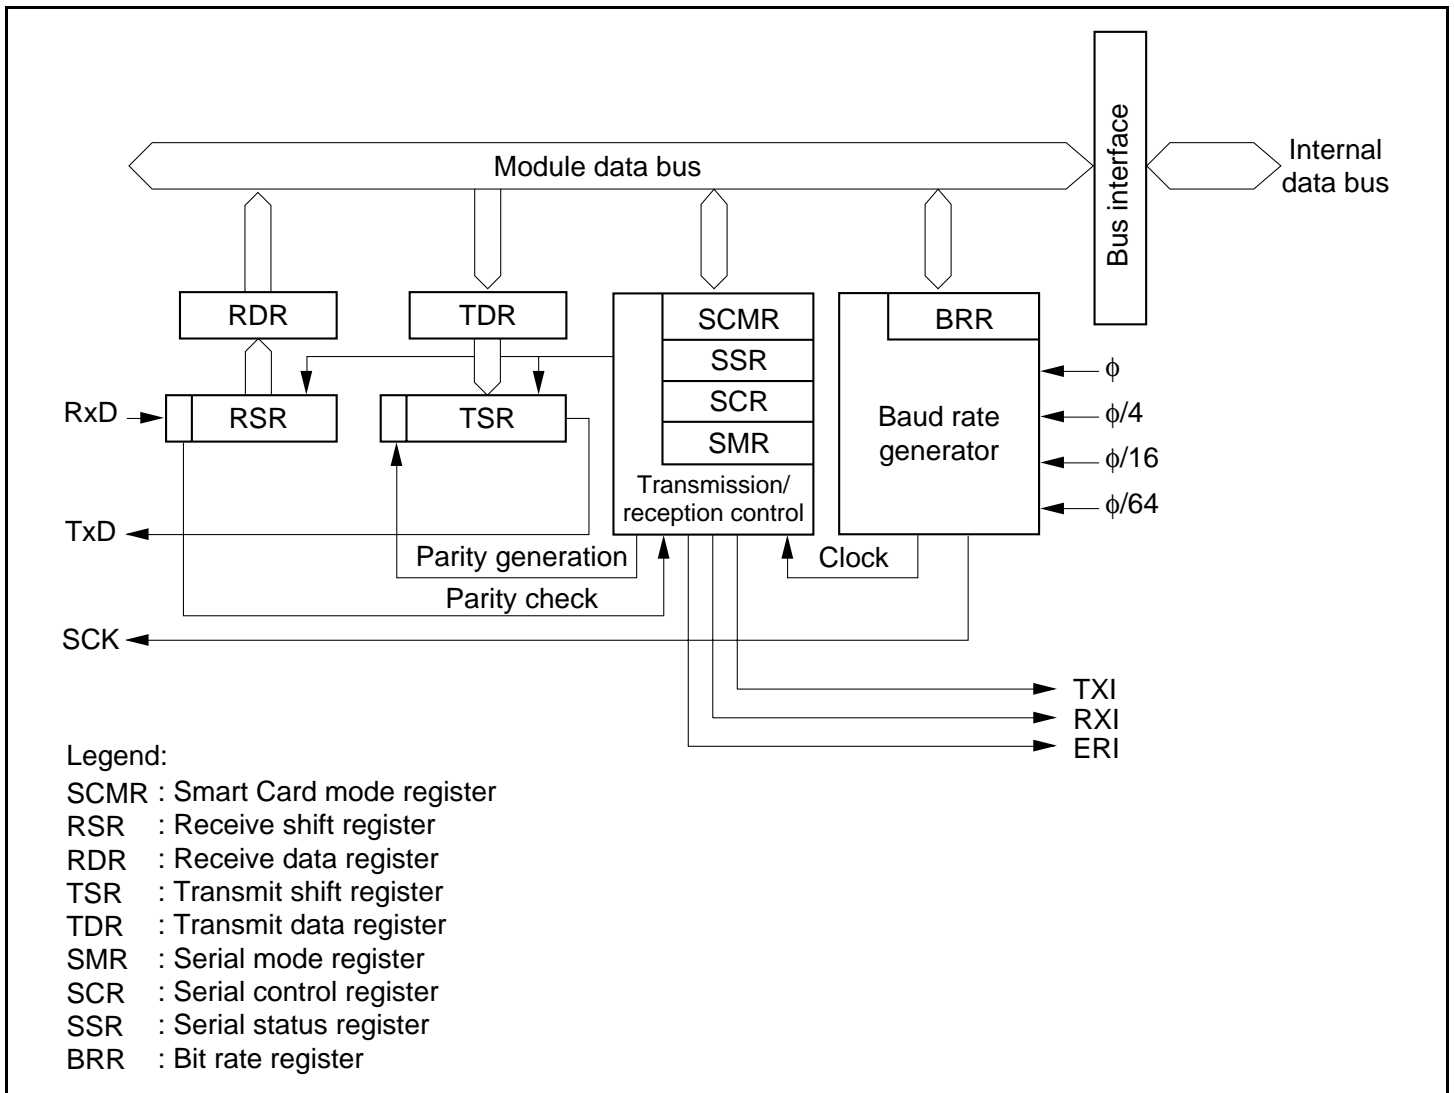 Module data bus
Bus interface
Internal
data bus
RDR
TDR
SCMR
SSR
SCR
SMR
Transmission/
reception control
BRR
Baud rate
generator
ϕ
ϕ/4
ϕ/16
ϕ/64
RxD
RSR
TSR
TxD
Parity generation
Parity check
Clock
SCK
TXI
RXI
ERI
Legend:
SCMR : Smart Card mode register
RSR : Receive shift register
RDR : Receive data register
TSR : Transmit shift register
TDR : Transmit data register
SMR : Serial mode register
SCR : Serial control register
SSR : Serial status register
BRR : Bit rate register